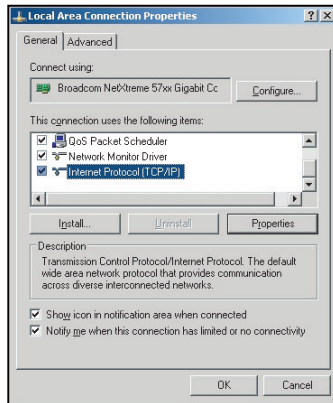 Local Area Connection Properties
General Advanced
Connect using:
Broadcom NetXtreme 57xx Gigabit Cc
Configure...
This connection uses the following items:
QoS Packet Scheduler
Network Monitor Driver
Internet Protocol (TCP/IP)
Install... Uninstall Properties
Description
Transmission Control Protocol/Internet Protocol. The default
wide area network protocol that provides communication
across diverse interconnected networks.
Show icon in notification area when connected
Notify me when this connection has limited or no connectivity
OK Cancel